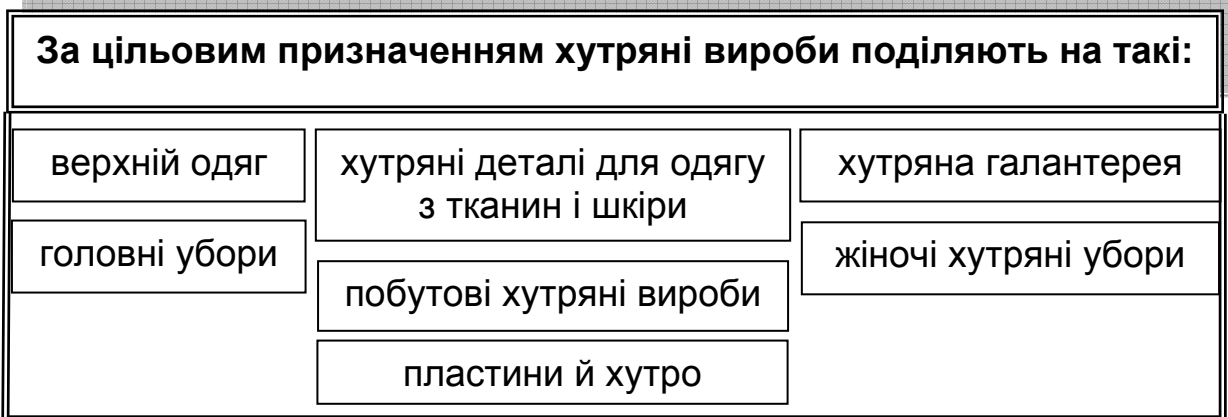 За цільовим призначенням хутряні вироби поділяють на такі:
верхній одяг
головні убори
хутряні деталі для одягу
з тканин і шкіри
побутові хутряні вироби
пластини й хутро
хутряна галантерея
жіночі хутряні убори